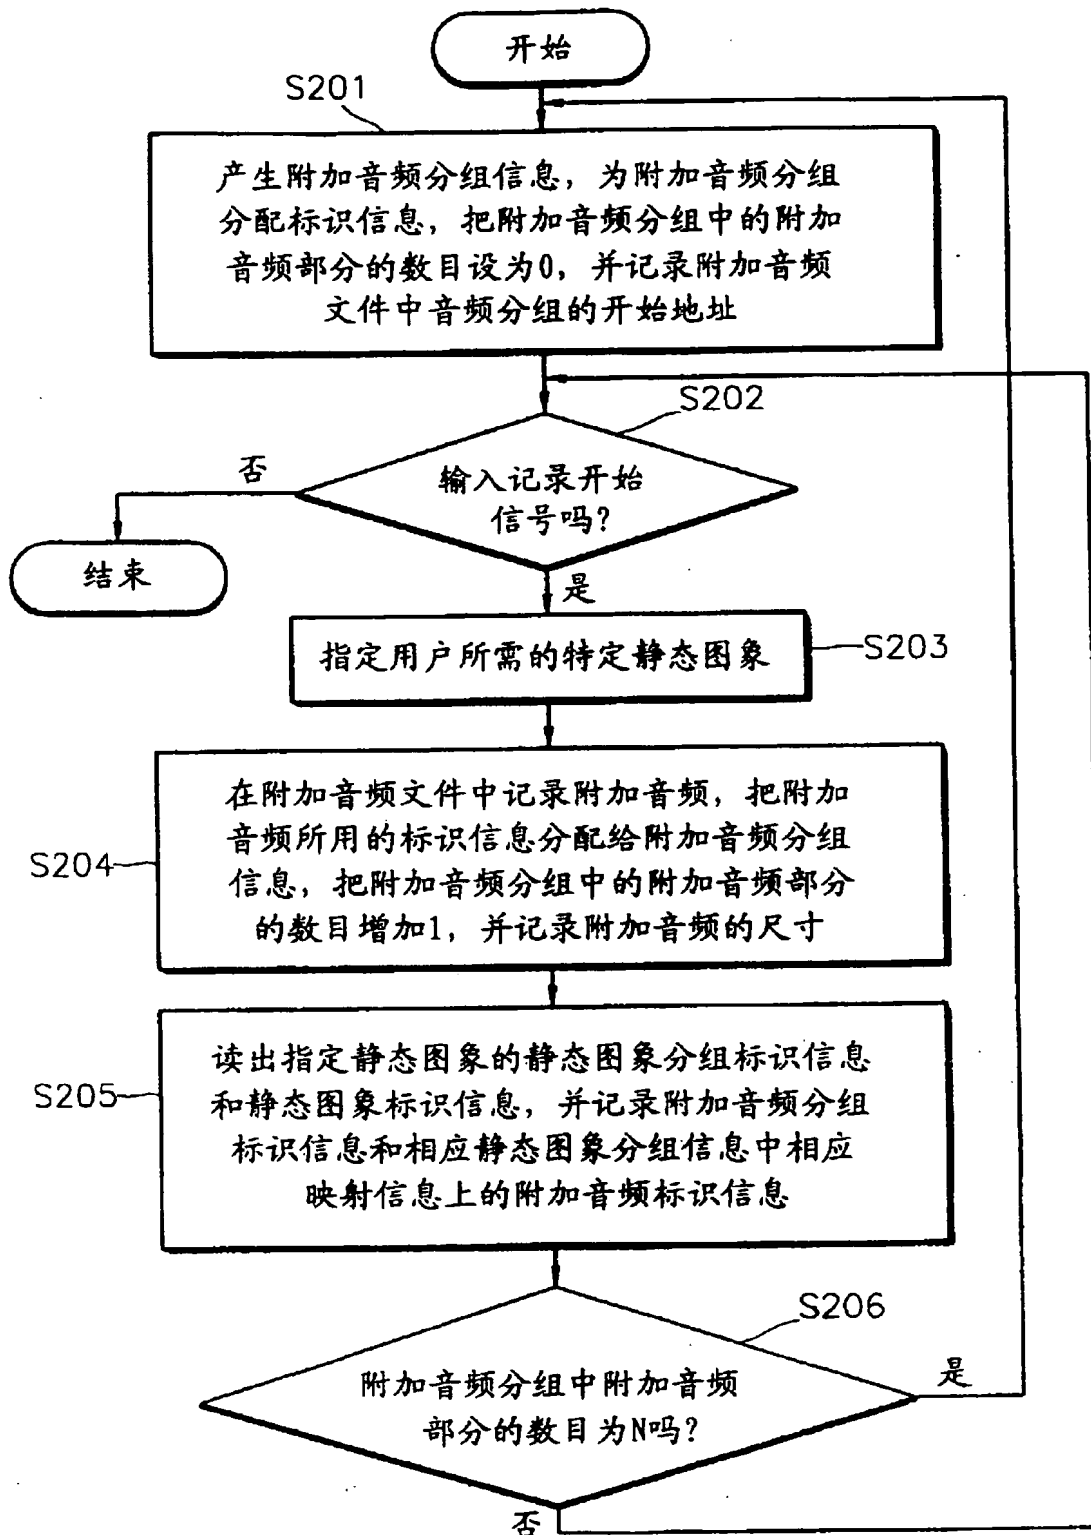 开始
S201
产生附加音频分组信息，为附加音频分组
分配标识信息，把附加音频分组中的附加
音频部分的数目设为0，并记录附加音频
文件中音频分组的开始地址
S202
否
输入记录开始
信号吗？
结束
是
指定用户所需的特定静态图象
S203
在附加音频文件中记录附加音频，把附加
音频所用的标识信息分配给附加音频分组
信息，把附加音频分组中的附加音频部分
的数目增加1，并记录附加音频的尺寸
S204
读出指定静态图象的静态图象分组标识信息
和静态图象标识信息，并记录附加音频分组
标识信息和相应静态图象分组信息中相应
映射信息上的附加音频标识信息
S205
S206
附加音频分组中附加音频
部分的数目为N吗？
是
否